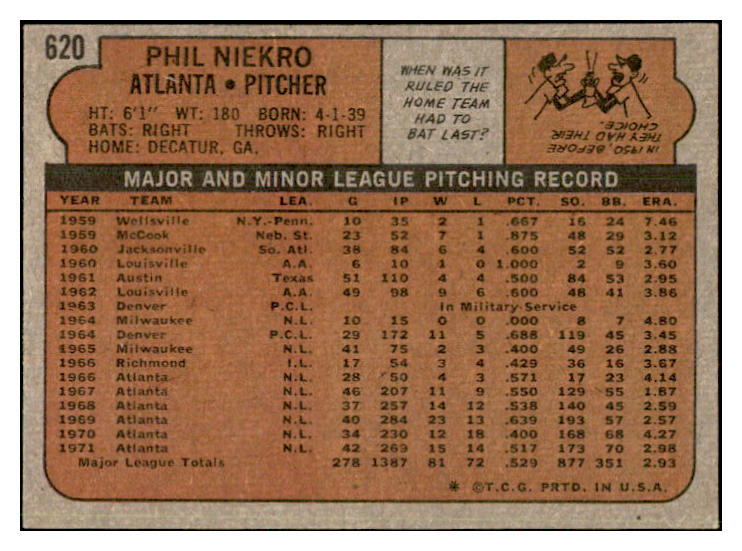 620
PHIL NIEKRO
ATLANTA • PITCHER
HT: 6'1" WT: 180 BORN: 4-1-39
BATS: RIGHT THROWS: RIGHT
HOME: DECATUR, GA.
WHEN WAS IT
RULED THE
HOME TEAM
HAD TO
BAT LAST?
IN 1950, BEFORE
THEY HAD THEIR
CHOICE.
MAJOR AND MINOR LEAGUE PITCHING RECORD
YEAR TEAM LEA. G IP W L PCT. SO. BB. ERA.
1959 Wellsville N.Y.-Penn. 10 35 2 1 .667 16 24 7.46
1959 McCook Neb. St. 23 52 7 1 .875 48 29 3.12
1960 Jacksonville So. Atl. 38 84 6 4 .600 52 52 2.77
1960 Louisville A.A. 6 10 1 0 1.000 2 9 3.60
1961 Austin Texas 51 110 4 4 .500 84 53 2.95
1962 Louisville A.A. 49 98 9 6 .600 48 41 3.86
1963 Denver P.C.L. In Military Service
1964 Milwaukee N.L. 10 15 0 0 .000 8 7 4.80
1964 Denver P.C.L. 29 172 11 5 .688 119 45 3.45
1965 Milwaukee N.L. 41 75 2 3 .400 49 26 2.88
1966 Richmond I.L. 17 54 3 4 .429 36 16 3.67
1966 Atlanta N.L. 28 50 4 3 .571 17 23 4.14
1967 Atlanta N.L. 46 207 11 9 .550 129 55 1.87
1968 Atlanta N.L. 37 257 14 12 .538 140 45 2.59
1969 Atlanta N.L. 40 284 23 13 .639 193 57 2.57
1970 Atlanta N.L. 34 230 12 18 .400 168 68 4.27
1971 Atlanta N.L. 42 269 15 14 .517 173 70 2.98
Major League Totals 278 1387 81 72 .529 877 351 2.93
* ©T.C.G. PRTD. IN U.S.A.